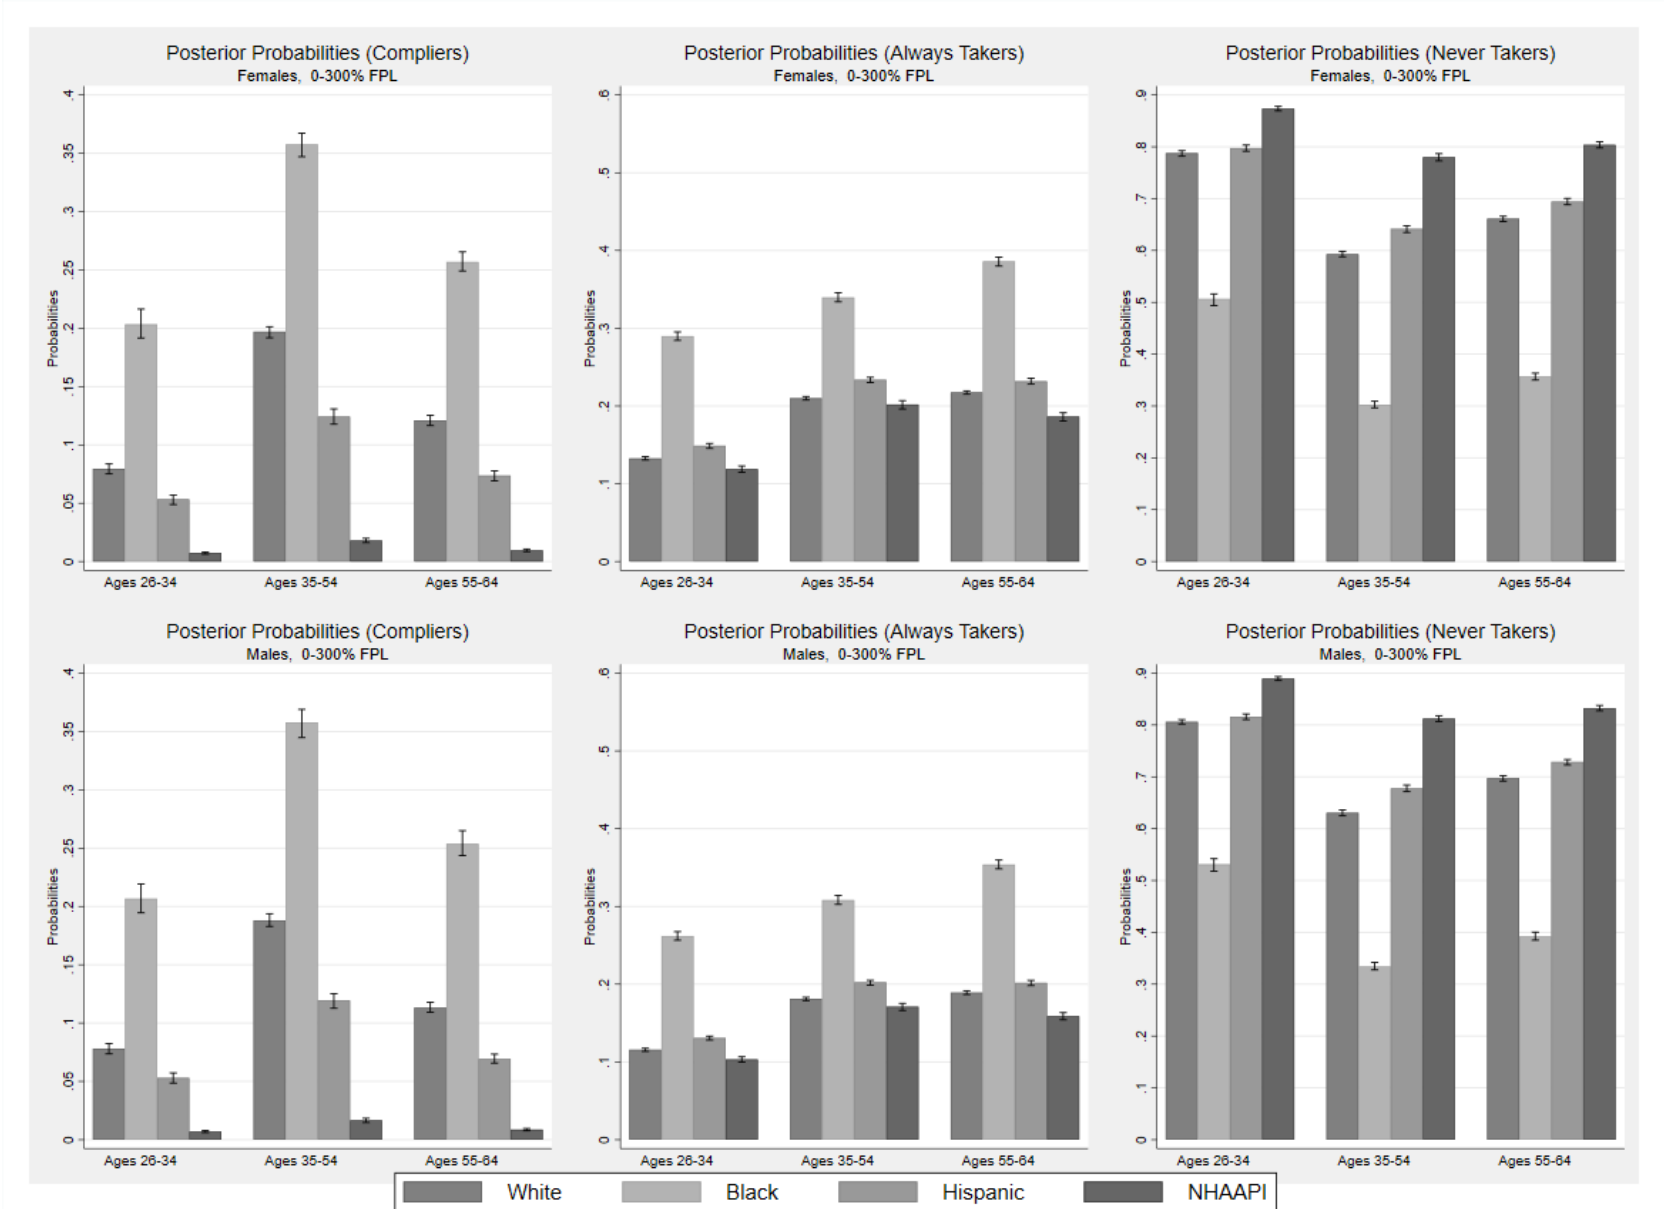 Posterior Probabilities (Compliers)
Females, 0-300% FPL
Probabilities
0 .05 .1 .15 .2 .25 .3 .35 .4
Ages 26-34 Ages 35-54 Ages 55-64
Posterior Probabilities (Always Takers)
Females, 0-300% FPL
Probabilities
0 .1 .2 .3 .4 .5 .6
Ages 26-34 Ages 35-54 Ages 55-64
Posterior Probabilities (Never Takers)
Females, 0-300% FPL
Probabilities
0 .1 .2 .3 .4 .5 .6 .7 .8 .9
Ages 26-34 Ages 35-54 Ages 55-64
Posterior Probabilities (Compliers)
Males, 0-300% FPL
Probabilities
0 .05 .1 .15 .2 .25 .3 .35 .4
Ages 26-34 Ages 35-54 Ages 55-64
Posterior Probabilities (Always Takers)
Males, 0-300% FPL
Probabilities
0 .1 .2 .3 .4 .5 .6
Ages 26-34 Ages 35-54 Ages 55-64
Posterior Probabilities (Never Takers)
Males, 0-300% FPL
Probabilities
0 .1 .2 .3 .4 .5 .6 .7 .8 .9
Ages 26-34 Ages 35-54 Ages 55-64
White Black Hispanic NHAAPI